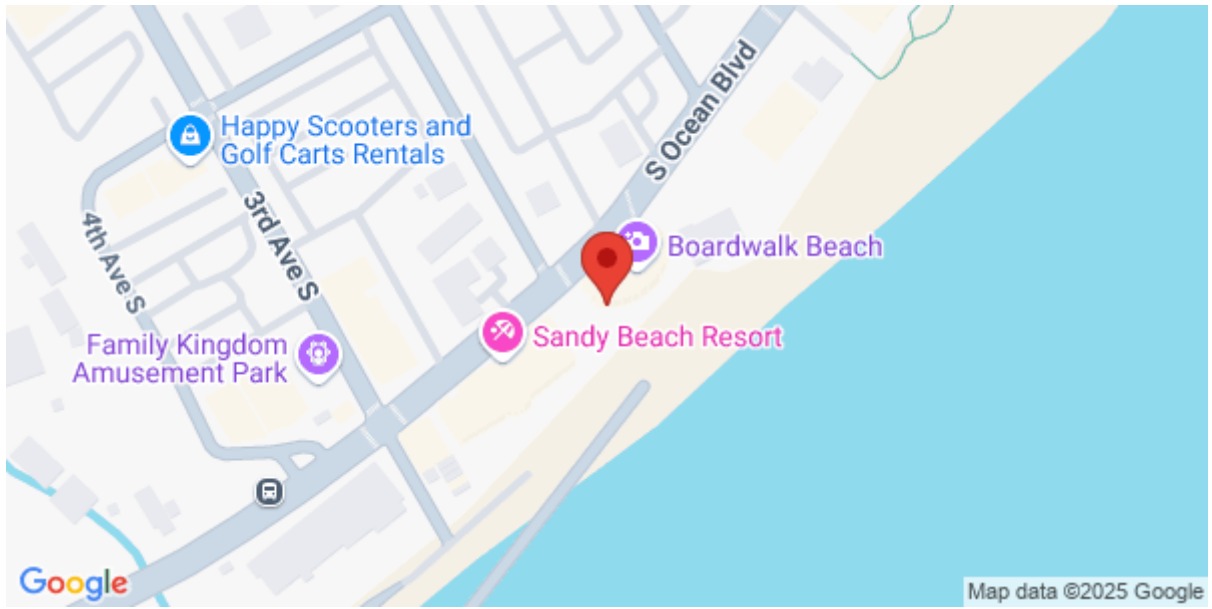 S Ocean Blvd
Happy Scooters and
Golf Carts Rentals
3rd Ave S
4th Ave S
Boardwalk Beach
Sandy Beach Resort
Family Kingdom
Amusement Park
Google
Map data ©2025 Google